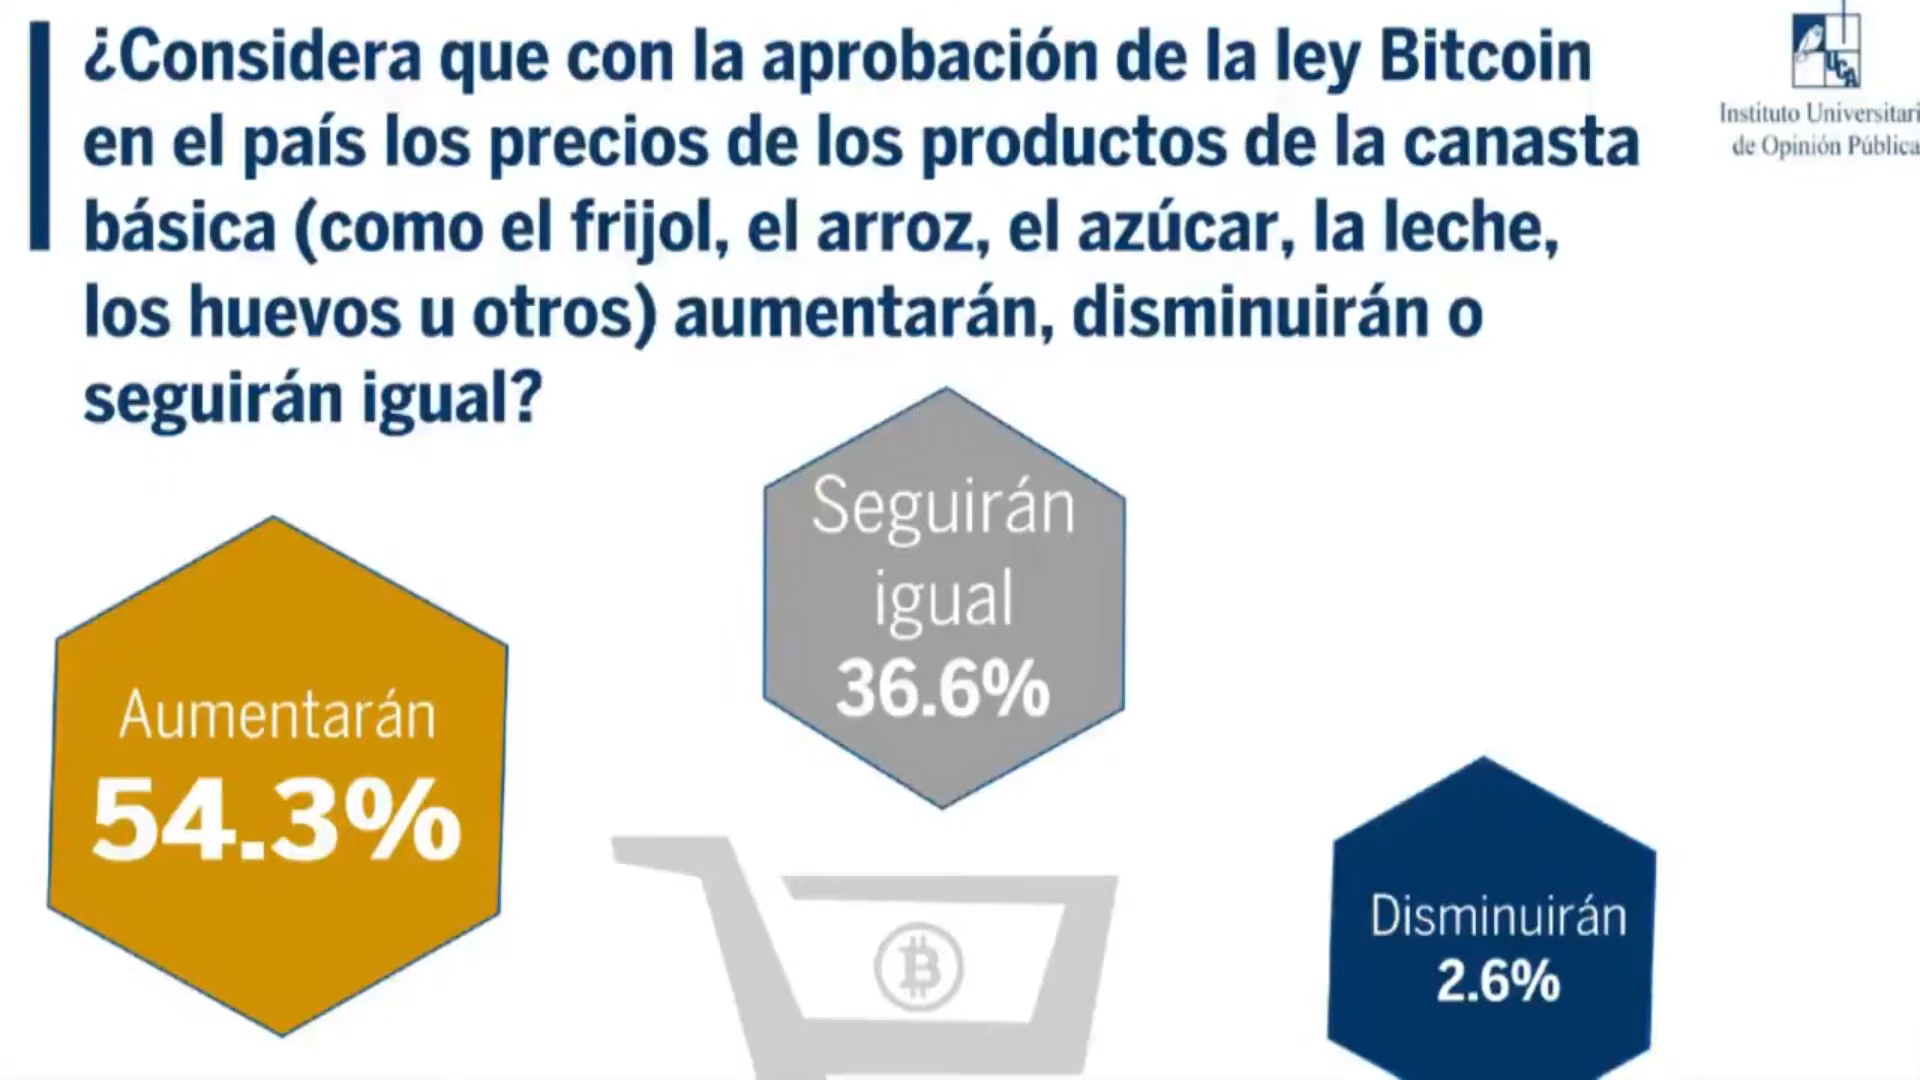 ¿Considera que con la aprobación de la ley Bitcoin
en el país los precios de los productos de la canasta
básica (como el frijol, el arroz, el azúcar, la leche,
los huevos u otros) aumentarán, disminuirán o
seguirán igual?
UCA
Instituto Universitari
de Opinión Pública
Seguirán
igual
36.6%
Aumentarán
54.3%
Disminuirán
2.6%